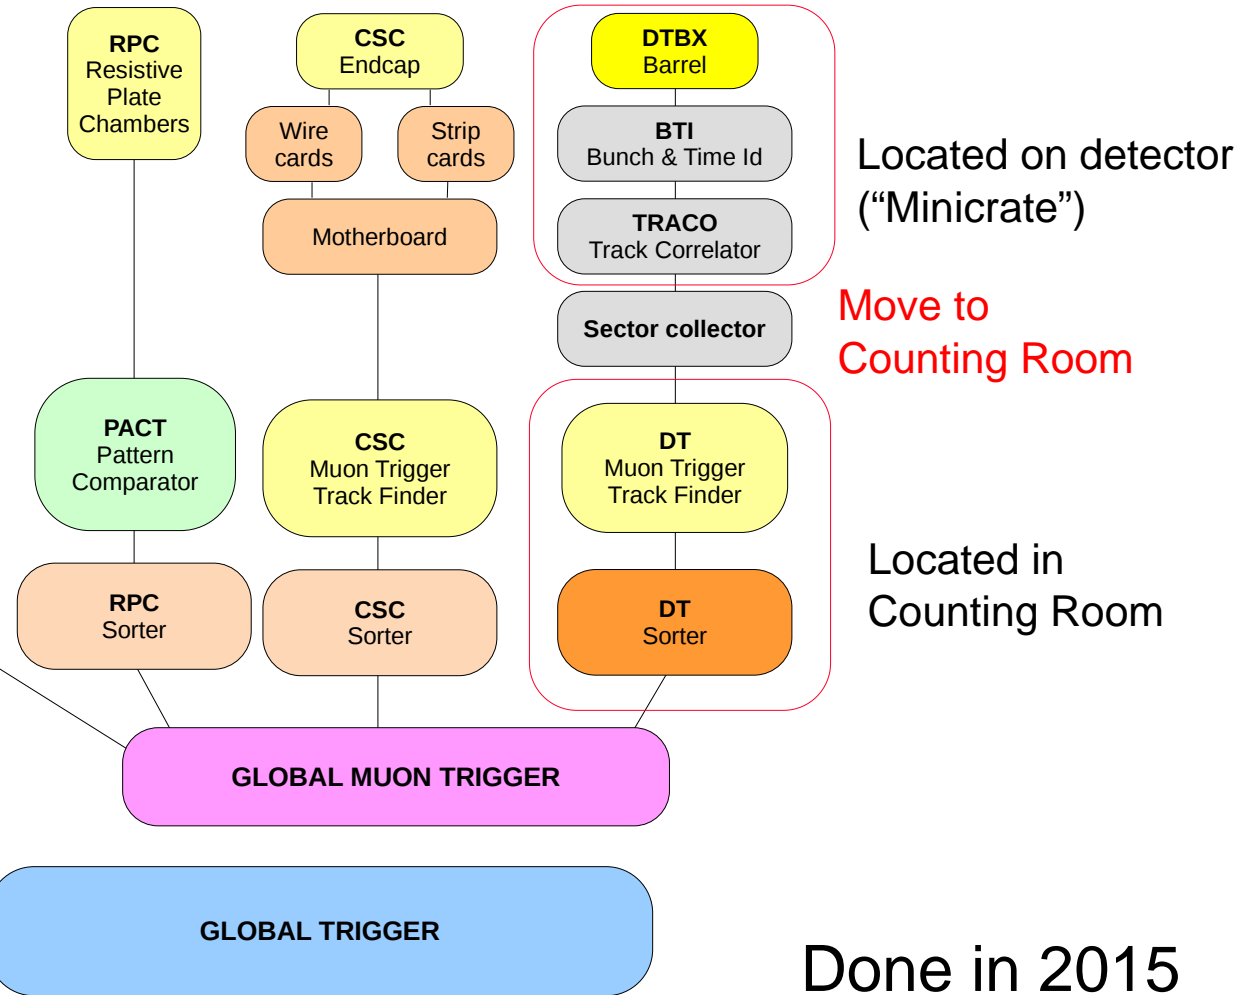 RPC
Resistive
Plate
Chambers
CSC
Endcap
DTBX
Barrel
Wire
cards
Strip
cards
BTI
Bunch & Time Id
Located on detector
(“Minicrate”)
Motherboard
TRACO
Track Correlator
Sector collector
Move to
Counting Room
PACT
Pattern
Comparator
CSC
Muon Trigger
Track Finder
DT
Muon Trigger
Track Finder
Located in
Counting Room
RPC
Sorter
CSC
Sorter
DT
Sorter
GLOBAL MUON TRIGGER
GLOBAL TRIGGER
Done in 2015